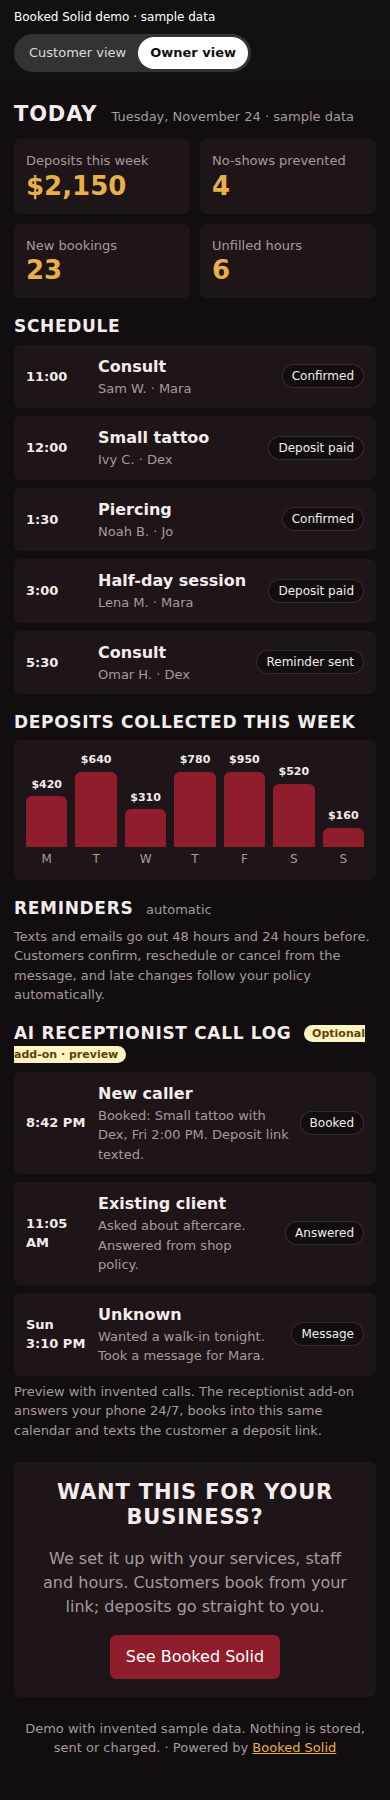 Booked Solid demo · sample data
Customer view Owner view
TODAY Tuesday, November 24 · sample data
Deposits this week
$2,150
No-shows prevented
4
New bookings
23
Unfilled hours
6
SCHEDULE
11:00 Consult Confirmed
Sam W. · Mara
12:00 Small tattoo Deposit paid
Ivy C. · Dex
1:30 Piercing Confirmed
Noah B. · Jo
3:00 Half-day session Deposit paid
Lena M. · Mara
5:30 Consult Reminder sent
Omar H. · Dex
DEPOSITS COLLECTED THIS WEEK
$420 $640 $310 $780 $950 $520 $160
M T W T F S S
REMINDERS automatic
Texts and emails go out 48 hours and 24 hours before.
Customers confirm, reschedule or cancel from the
message, and late changes follow your policy
automatically.
AI RECEPTIONIST CALL LOG Optional
add-on · preview
8:42 PM
New caller
Booked: Small tattoo with
Dex, Fri 2:00 PM. Deposit link
texted.
Booked
11:05
AM
Existing client
Asked about aftercare.
Answered from shop
policy.
Answered
Sun
3:10 PM
Unknown
Wanted a walk-in tonight.
Took a message for Mara.
Message
Preview with invented calls. The receptionist add-on
answers your phone 24/7, books into this same
calendar and texts the customer a deposit link.
WANT THIS FOR YOUR
BUSINESS?
We set it up with your services, staff
and hours. Customers book from your
link; deposits go straight to you.
See Booked Solid
Demo with invented sample data. Nothing is stored,
sent or charged. · Powered by Booked Solid